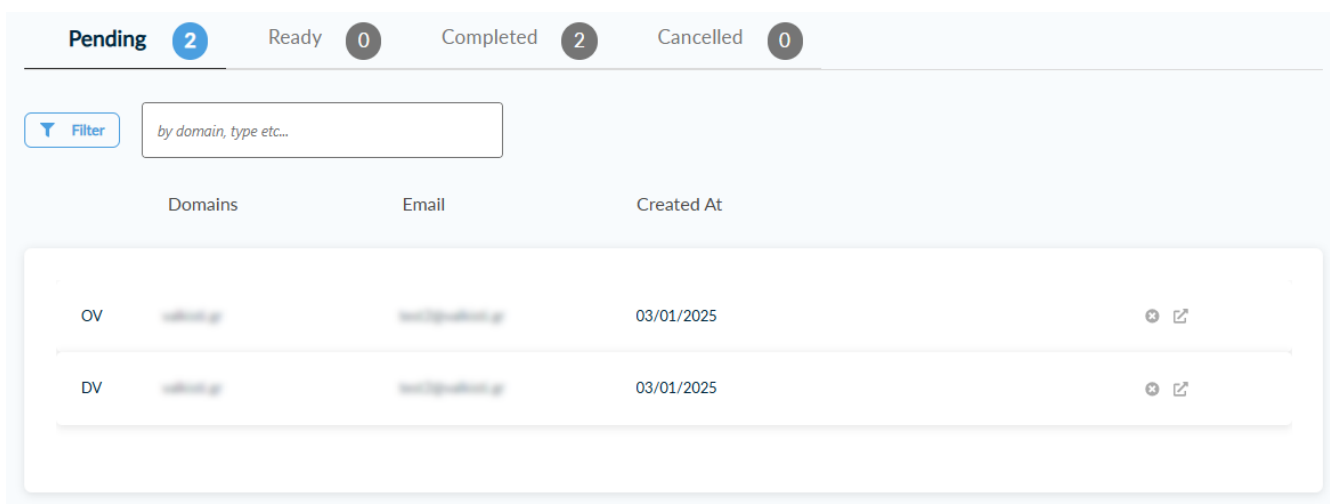 Pending 2 Ready 0 Completed 2 Cancelled 0
Filter by domain, type etc...
Domains Email Created At
OV 03/01/2025
DV 03/01/2025